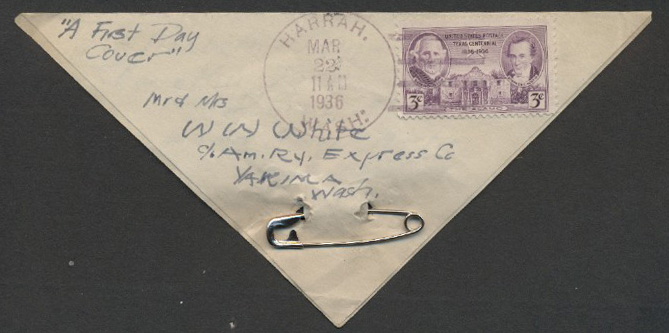 "A First Day
Cover"
HARRAH.
MAR
22
11 AM
1936
WASH.
UNITED STATES POSTAGE
TEXAS CENTENNIAL
1836-1936
3¢ 3¢
Mr & Mrs
W W White
c/o Am. Ry. Express Co
YAKIMA
Wash.